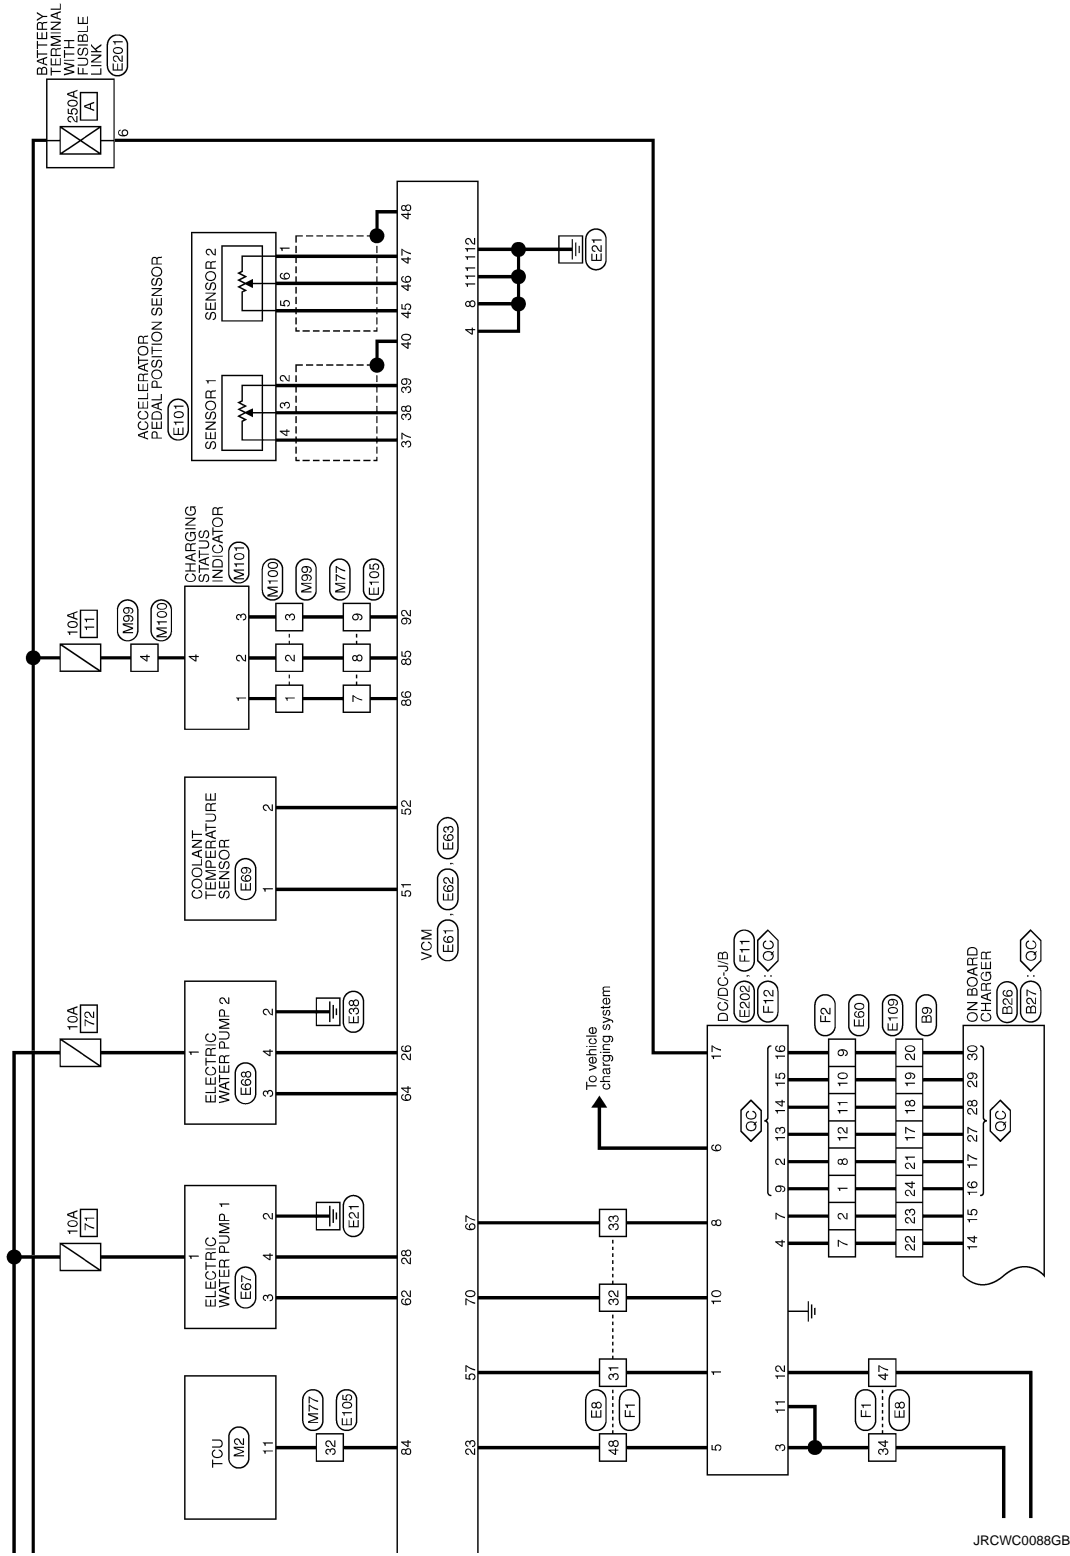 BATTERY
TERMINAL
WITH
FUSIBLE
LINK
E201
250A
A
6
ACCELERATOR
PEDAL POSITION SENSOR
E101
SENSOR 1
SENSOR 2
4 3 2 5 6 1
37 38 39 40 45 46 47 48
4 8 111 112
E21
10A
11
M99
4
M100
CHARGING
STATUS
INDICATOR
M101
4
1 2 3
M100
1 2 3
M99
M77
7 8 9
E105
86 85 92
COOLANT
TEMPERATURE
SENSOR
E69
1 2
51 52
VCM
E61 , E62 , E63
10A
72
ELECTRIC
WATER PUMP 2
E68
1
3 4 2
E38
64 26
10A
71
ELECTRIC
WATER PUMP 1
E67
1
3 4 2
E21
62 28
TCU
M2
11
M77
32
E105
84
23 57 70 67
E8
48 31 32 33
F1
5 1 10 8 6 17
To vehicle
charging system
DC/DC-J/B
E202 , F11
F12 : QC
QC
3 11 12 4 7 9 2 13 14 15 16
F1
34 47
E8
F2
7 2 1 8 12 11 10 9
E60
E109
22 23 24 21 17 18 19 20
B9
14 15 16 17 27 28 29 30
QC
ON BOARD
CHARGER
B26
B27 : QC
JRCWC0088GB